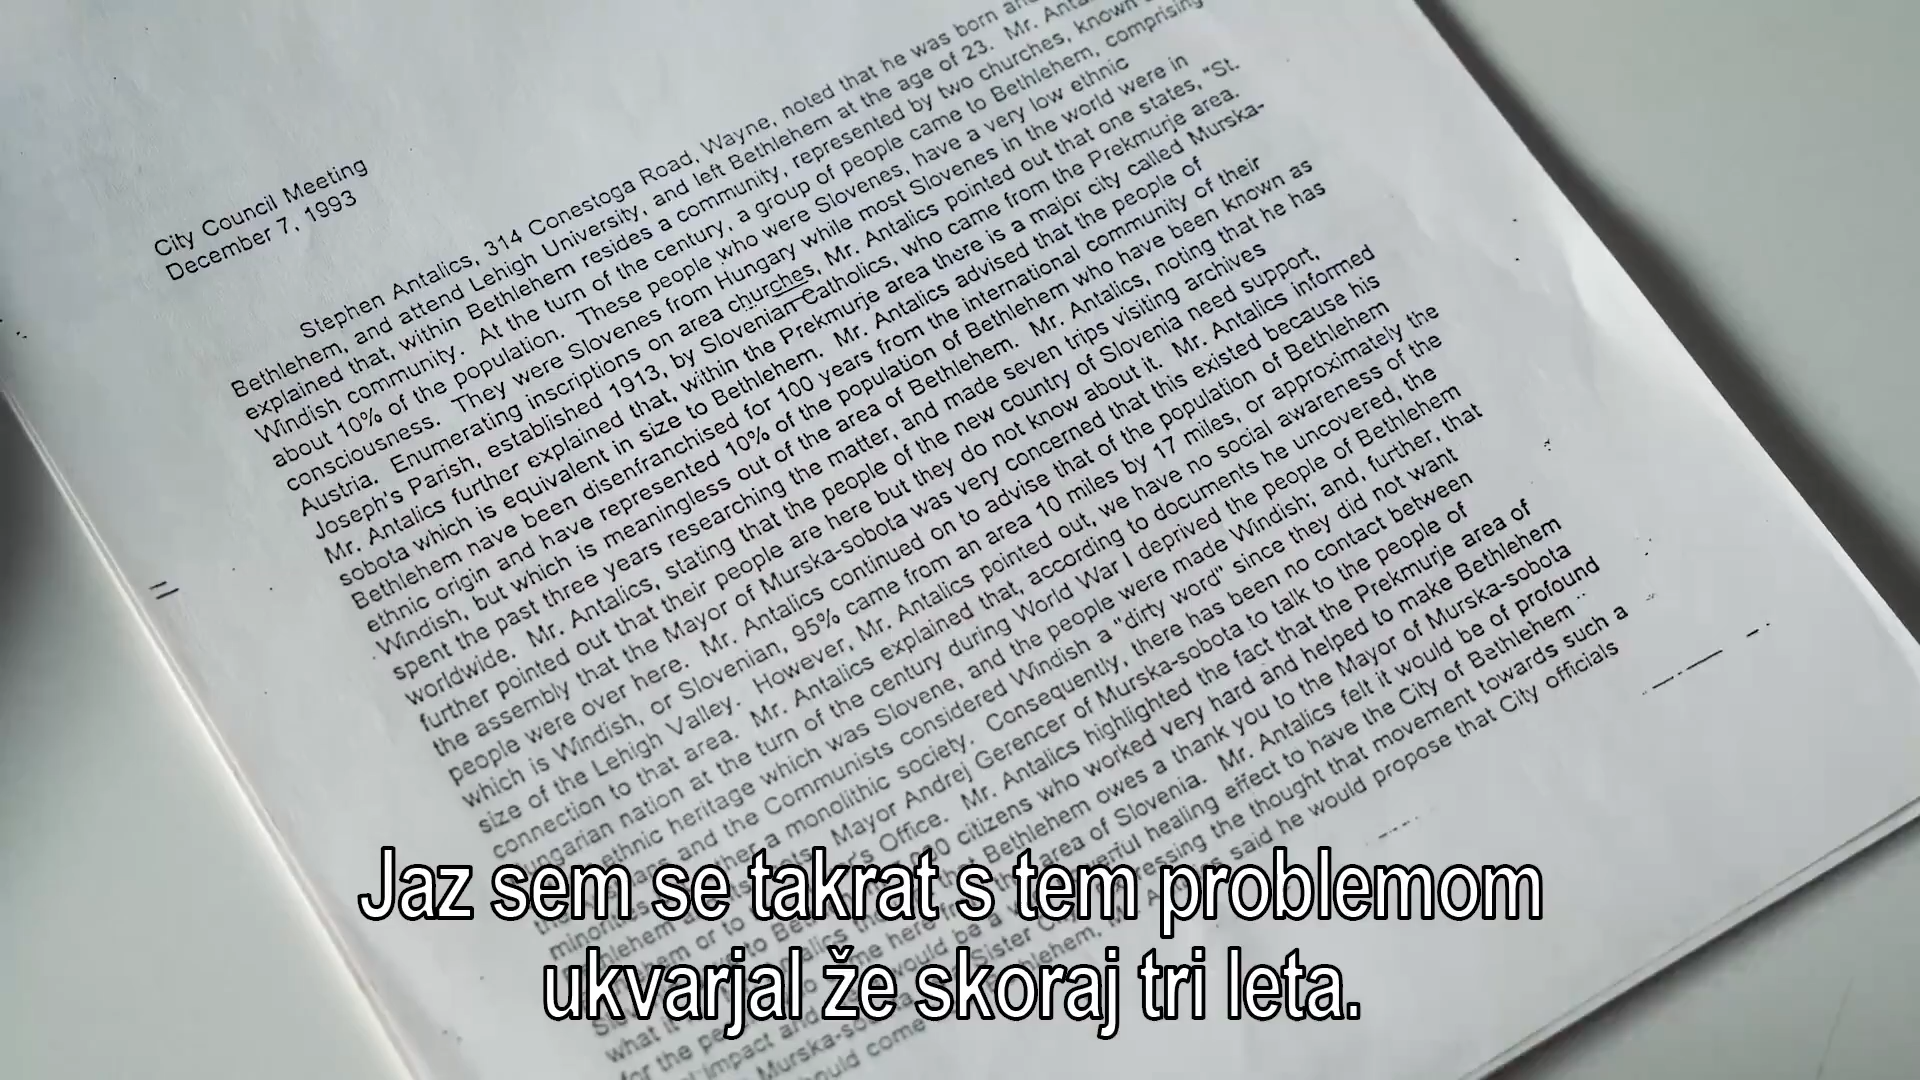 City Council Meeting
December 7, 1993
Stephen Antalics, 314 Conestoga Road, Wayne, noted that he was born and
Bethlehem, and attend Lehigh University, and left Bethlehem at the age of 23. Mr.
explained that, within Bethlehem resides a community, represented by two churches, known
Windish community. At the turn of the century, a group of people came to Bethlehem, comprising
about 10% of the population. These people who were Slovenes, have a very low ethnic
consciousness. They were Slovenes from Hungary while most Slovenes in the world were in
Austria. Enumerating inscriptions on area churches, Mr. Antalics pointed out that one states, "St.
Joseph's Parish, established 1913, by Slovenian Catholics, who came from the Prekmurje area.
Mr. Antalics further explained that, within the Prekmurje area there is a major city called Murska-
sobota which is equivalent in size to Bethlehem. Mr. Antalics advised that the people of
Bethlehem have been disenfranchised for 100 years from the international community of their
ethnic origin and have represented 10% of the population of Bethlehem who have been known as
Windish, but which is meaningless out of the area of Bethlehem. Mr. Antalics, noting that he has
spent the past three years researching the matter, and made seven trips visiting archives
worldwide. Mr. Antalics, stating that the people of the new country of Slovenia need support,
further pointed out that their people are here but they do not know about it. Mr. Antalics informed
the assembly that the Mayor of Murska-sobota was very concerned that this existed because his
people were over here. Mr. Antalics continued on to advise that of the population of Bethlehem
which is Windish, or Slovenian, 95% came from an area 10 miles by 17 miles, or approximately the
size of the Lehigh Valley. However, Mr. Antalics pointed out, we have no social awareness of the
connection to that area. Mr. Antalics explained that, according to documents he uncovered, the
nation at the turn of the century during World War I deprived the people of Bethlehem
ethnic heritage which was Slovene, and the people were made Windish; and, further, that
and the Communists considered Windish a "dirty word" since they did not want
minorities a monolithic society. Consequently, there has been no contact between
Mayor Andrej Gerencer of Murska-sobota to talk to the people of
Office. Mr. Antalics highlighted the fact that the Prekmurje area of
citizens who worked very hard and helped to make Bethlehem
Bethlehem owes a thank you to the Mayor of Murska-sobota
area of Slovenia. Mr. Antalics felt it would be of profound
healing effect to have the City of Bethlehem
expressing the thought that movement towards such a
said he would propose that City officials
Jaz sem se takrat s tem problemom
ukvarjal že skoraj tri leta.